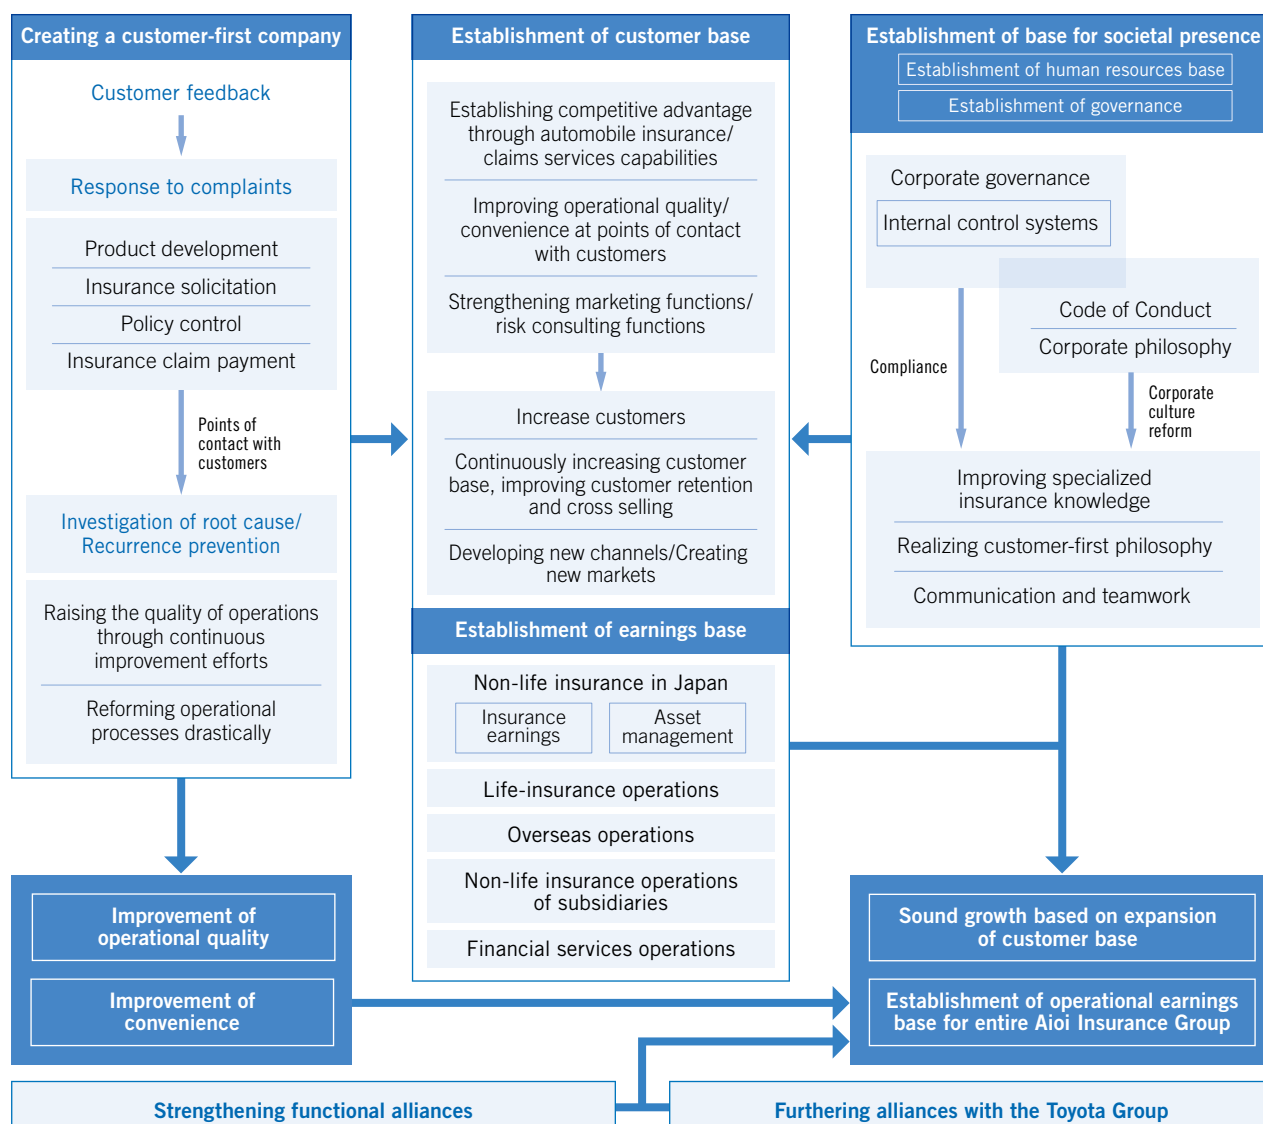 Creating a customer-first company
Customer feedback
Response to complaints
Product development
Insurance solicitation
Policy control
Insurance claim payment
Points of
contact with
customers
Investigation of root cause/
Recurrence prevention
Raising the quality of operations
through continuous
improvement efforts
Reforming operational
processes drastically
Improvement of
operational quality
Improvement of
convenience
Establishment of customer base
Establishing competitive advantage
through automobile insurance/
claims services capabilities
Improving operational quality/
convenience at points of contact
with customers
Strengthening marketing functions/
risk consulting functions
Increase customers
Continuously increasing customer
base, improving customer retention
and cross selling
Developing new channels/Creating
new markets
Establishment of earnings base
Non-life insurance in Japan
Insurance
earnings
Asset
management
Life-insurance operations
Overseas operations
Non-life insurance operations
of subsidiaries
Financial services operations
Establishment of base for societal presence
Establishment of human resources base
Establishment of governance
Corporate governance
Internal control systems
Code of Conduct
Corporate philosophy
Compliance
Corporate
culture
reform
Improving specialized
insurance knowledge
Realizing customer-first philosophy
Communication and teamwork
Sound growth based on expansion
of customer base
Establishment of operational earnings
base for entire Aioi Insurance Group
Strengthening functional alliances
Furthering alliances with the Toyota Group